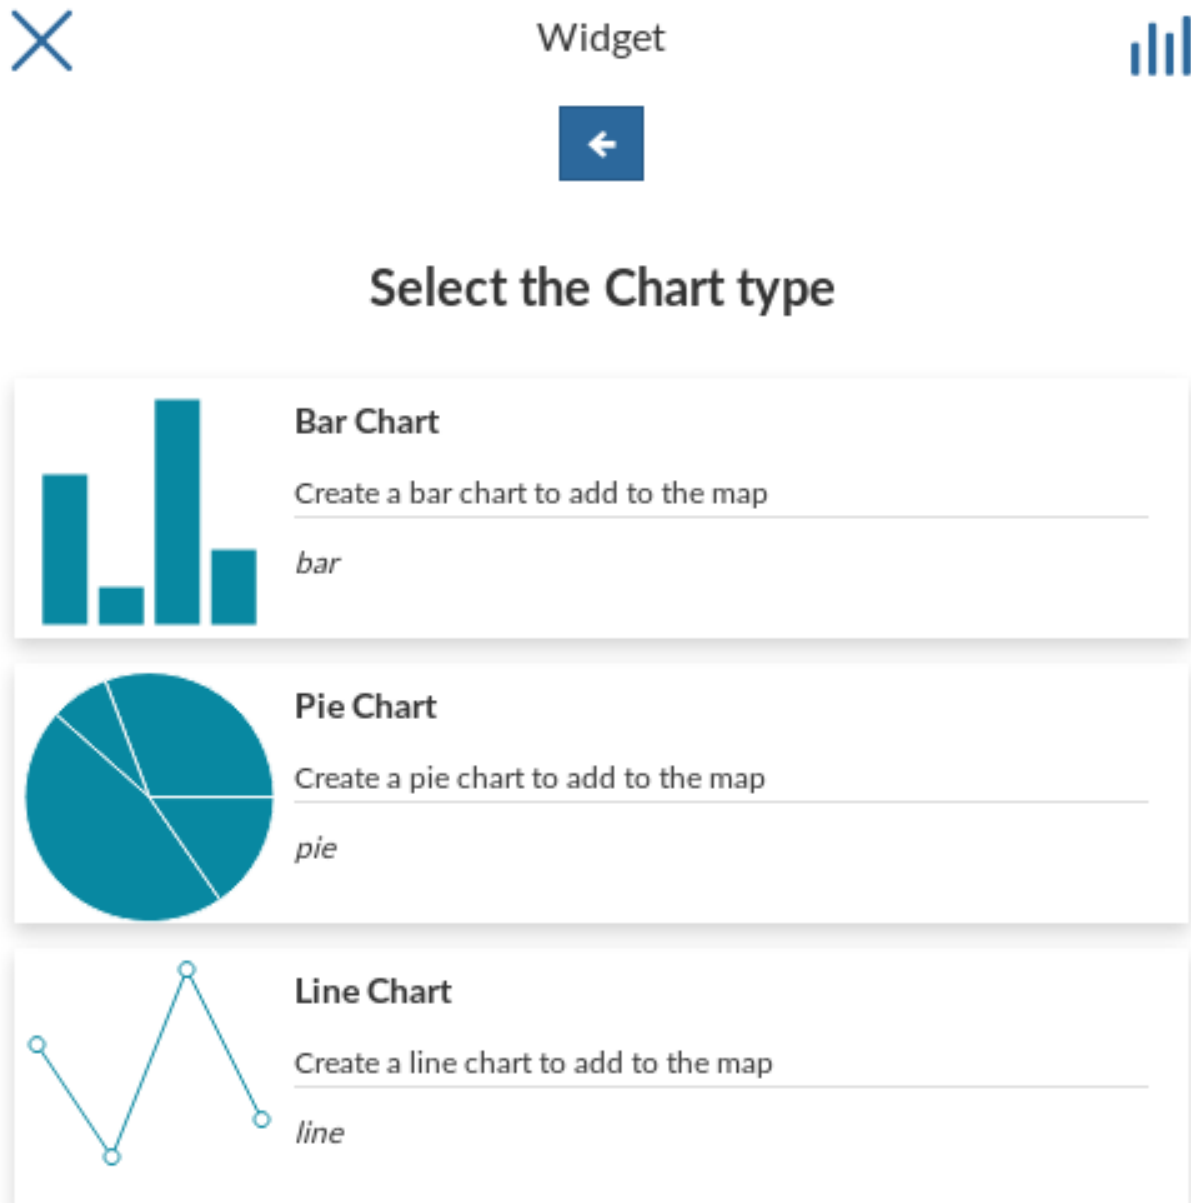 Widget
Select the Chart type
Bar Chart
Create a bar chart to add to the map
bar
Pie Chart
Create a pie chart to add to the map
pie
Line Chart
Create a line chart to add to the map
line